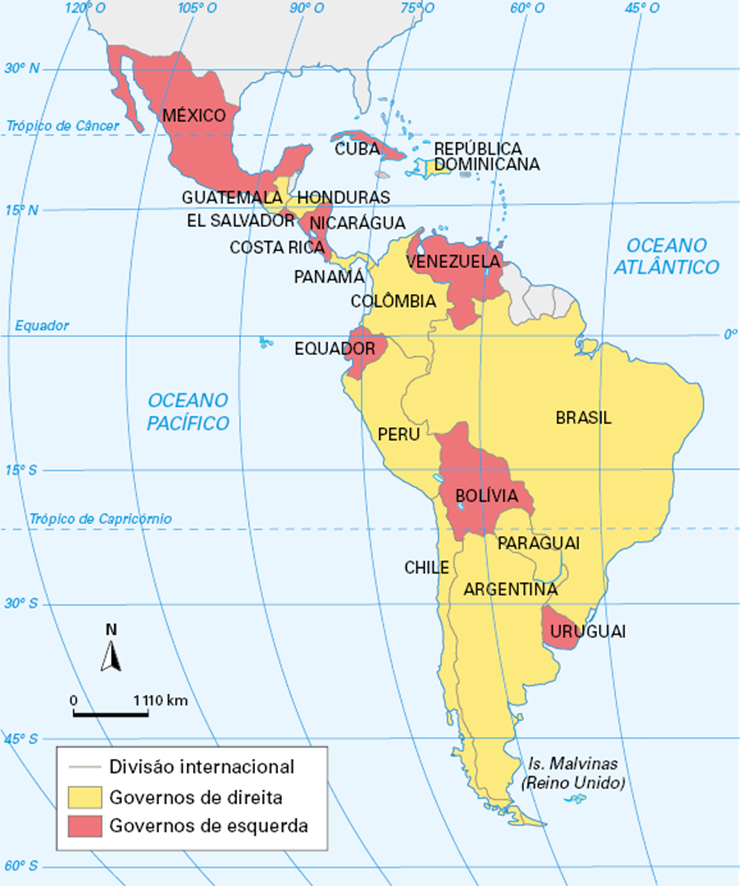 120° O
105° O
90° O
75° O
60° O
45° O
30° N
MÉXICO
Trópico de Câncer
CUBA
REPÚBLICA
DOMINICANA
GUATEMALA
HONDURAS
15° N
EL SALVADOR
NICARÁGUA
COSTA RICA
PANAMÁ
VENEZUELA
OCEANO
ATLÂNTICO
COLÔMBIA
Equador
0°
EQUADOR
OCEANO
PACÍFICO
BRASIL
PERU
15° S
BOLÍVIA
Trópico de Capricórnio
PARAGUAI
CHILE
ARGENTINA
30° S
URUGUAI
N
0
1 110 km
45° S
Is. Malvinas
(Reino Unido)
Divisão internacional
Governos de direita
Governos de esquerda
60° S